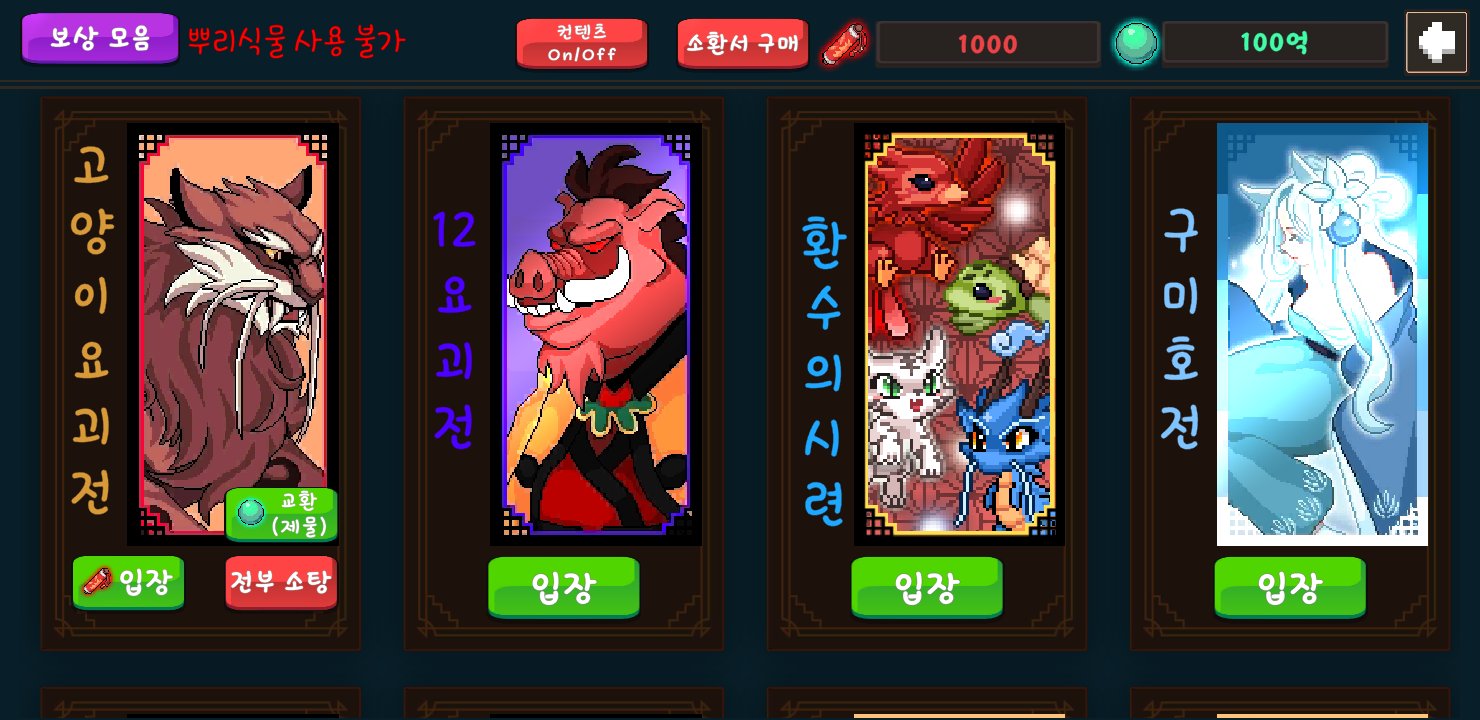 보상 모음
뿌리식물 사용 불가
컨텐츠
On/Off
소환서 구매
1000
100억
고양이요괴전
교환
(제물)
입장
전부 소탕
12요괴전
입장
환수의시련
입장
구미호전
입장